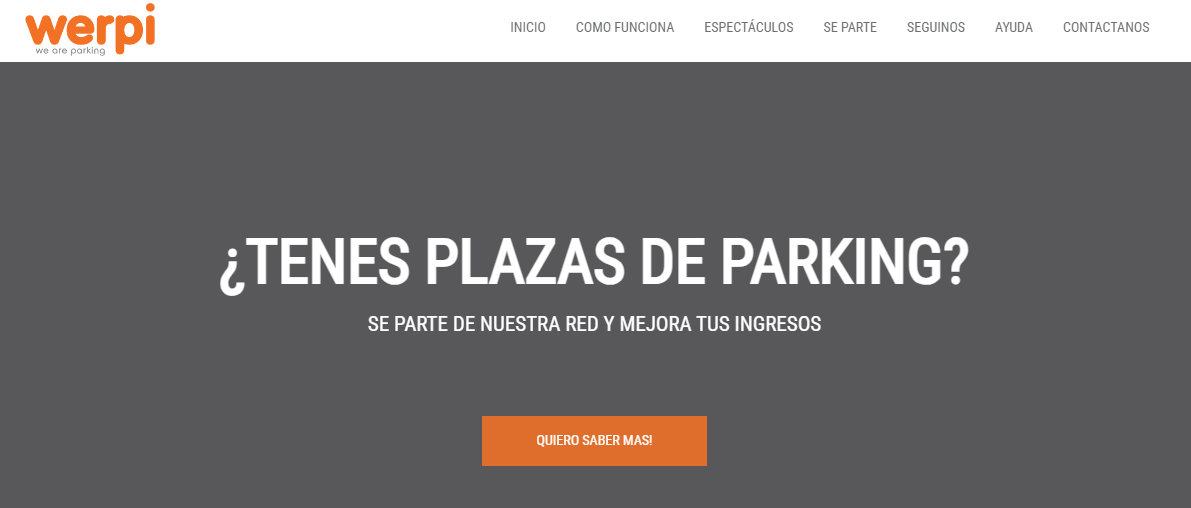 werpi
we are parking
INICIO COMO FUNCIONA ESPECTÁCULOS SE PARTE SEGUINOS AYUDA CONTACTANOS
¿TENES PLAZAS DE PARKING?
SE PARTE DE NUESTRA RED Y MEJORA TUS INGRESOS
QUIERO SABER MAS!